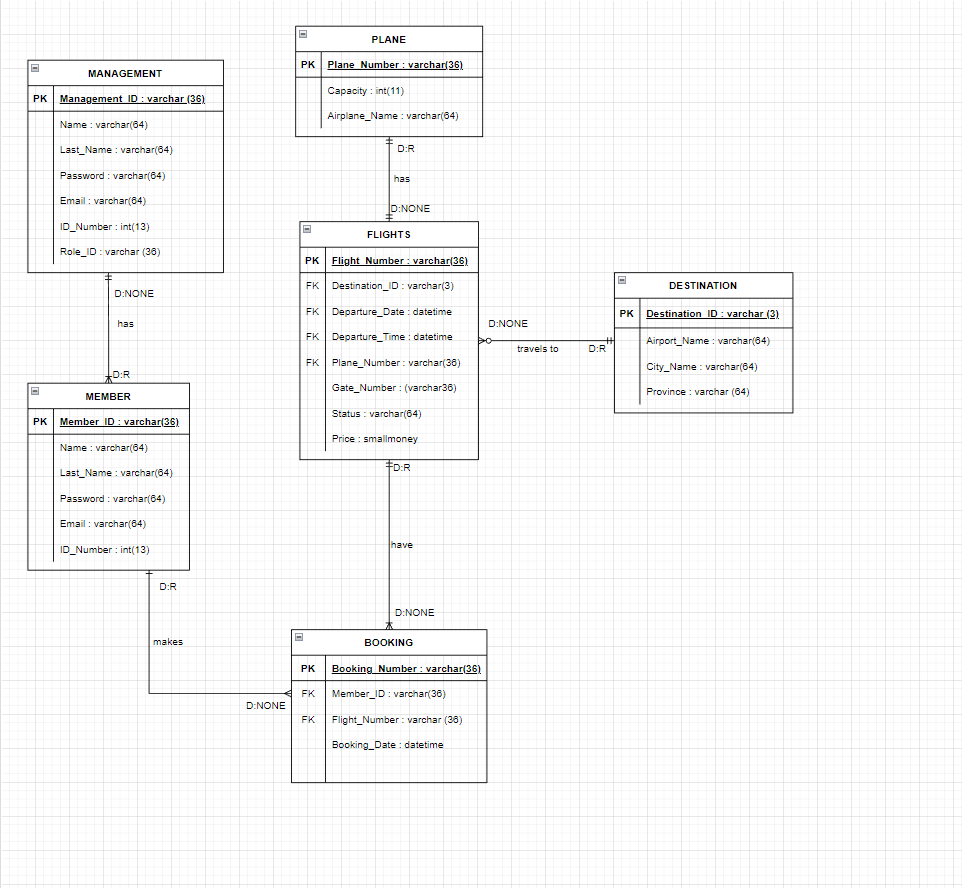 PLANE
PK Plane_Number : varchar(36)
Capacity : int(11)
Airplane_Name : varchar(64)
D:R
has
D:NONE
MANAGEMENT
PK Management_ID : varchar (36)
Name : varchar(64)
Last_Name : varchar(64)
Password : varchar(64)
Email : varchar(64)
ID_Number : int(13)
Role_ID : varchar (36)
D:NONE
has
D:R
FLIGHTS
PK Flight_Number : varchar(36)
FK Destination_ID : varchar(3)
FK Departure_Date : datetime
FK Departure_Time : datetime
FK Plane_Number : varchar(36)
Gate_Number : (varchar36)
Status : varchar(64)
Price : smallmoney
D:NONE
travels to
D:R
DESTINATION
PK Destination_ID : varchar (3)
Airport_Name : varchar(64)
City_Name : varchar(64)
Province : varchar (64)
MEMBER
PK Member_ID : varchar(36)
Name : varchar(64)
Last_Name : varchar(64)
Password : varchar(64)
Email : varchar(64)
ID_Number : int(13)
D:R
makes
D:NONE
D:R
have
D:NONE
BOOKING
PK Booking_Number : varchar(36)
FK Member_ID : varchar(36)
FK Flight_Number : varchar (36)
Booking_Date : datetime